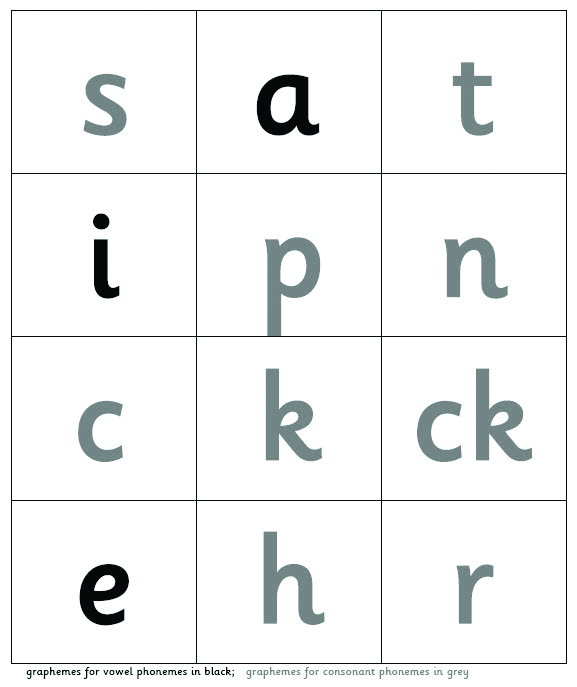 s a t
i p n
c k ck
e h r
graphemes for vowel phonemes in black; graphemes for consonant phonemes in grey